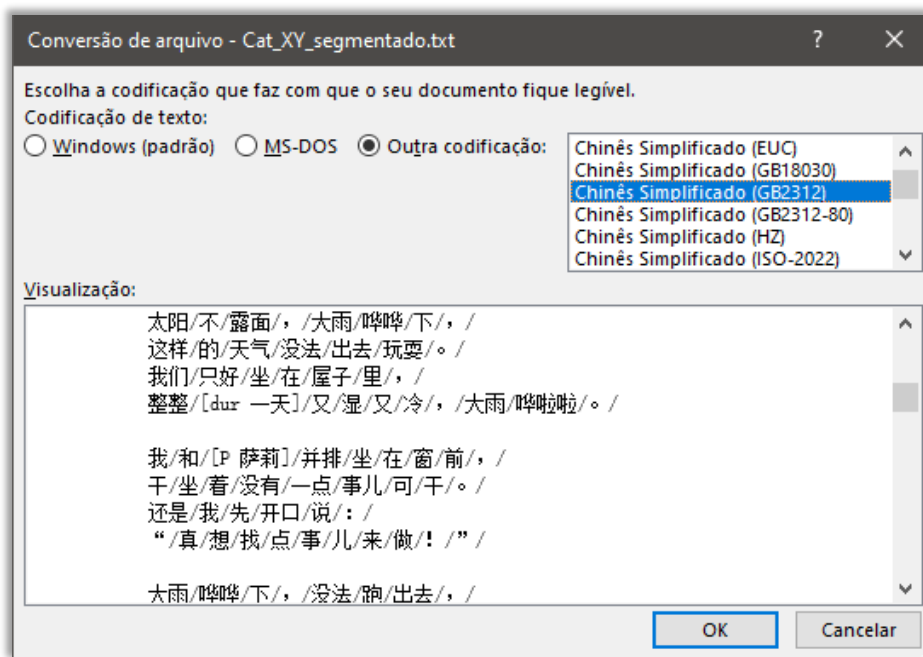 Conversão de arquivo - Cat_XY_segmentado.txt ? ×
Escolha a codificação que faz com que o seu documento fique legível.
Codificação de texto:
Windows (padrão) MS-DOS Outra codificação:
Chinês Simplificado (EUC)
Chinês Simplificado (GB18030)
Chinês Simplificado (GB2312)
Chinês Simplificado (GB2312-80)
Chinês Simplificado (HZ)
Chinês Simplificado (ISO-2022)
Visualização:
太阳/不/露面/，/大雨/哗哗/下/，/
这样/的/天气/没法/出去/玩耍/。/
我们/只好/坐/在/屋子/里/，/
整整/[dur 一天]/又/湿/又/冷/，/大雨/哗啦啦/。/
我/和/[P 萨莉]/并排/坐/在/窗/前/，/
干/坐/着/没有/一点/事儿/可/干/。/
还是/我/先/开口/说/：/
“/真/想/找/点/事/儿/来/做/！/”/
大雨/哗哗/下/，/没法/跑/出去/，/
OK Cancelar